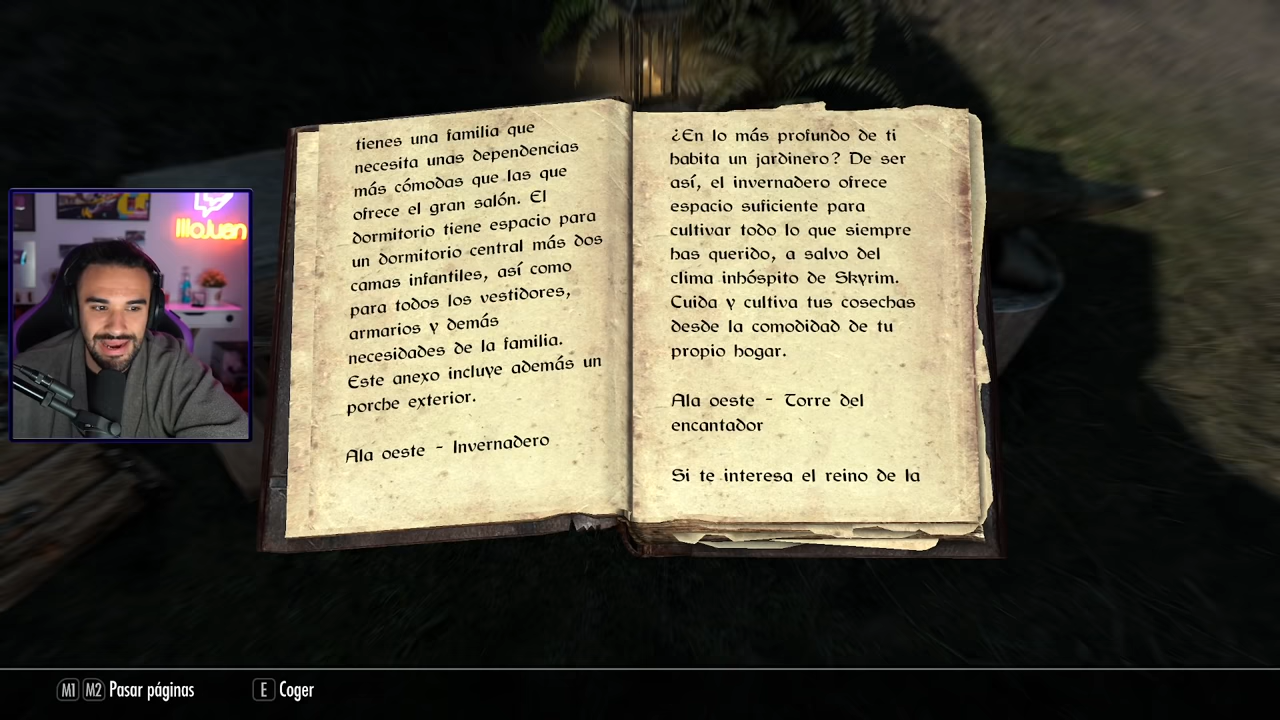 IlloJuan
tienes una familia que
necesita unas dependencias
más cómodas que las que
ofrece el gran salón. El
dormitorio tiene espacio para
un dormitorio central más dos
camas infantiles, así como
para todos los vestidores,
armarios y demás
necesidades de la familia.
Este anexo incluye además un
porche exterior.
Ala oeste - Invernadero
¿En lo más profundo de ti
habita un jardinero? De ser
así, el invernadero ofrece
espacio suficiente para
cultivar todo lo que siempre
has querido, a salvo del
clima inhóspito de Skyrim.
Cuida y cultiva tus cosechas
desde la comodidad de tu
propio hogar.
Ala oeste - Torre del
encantador
Si te interesa el reino de la
M1 M2 Pasar páginas E Coger